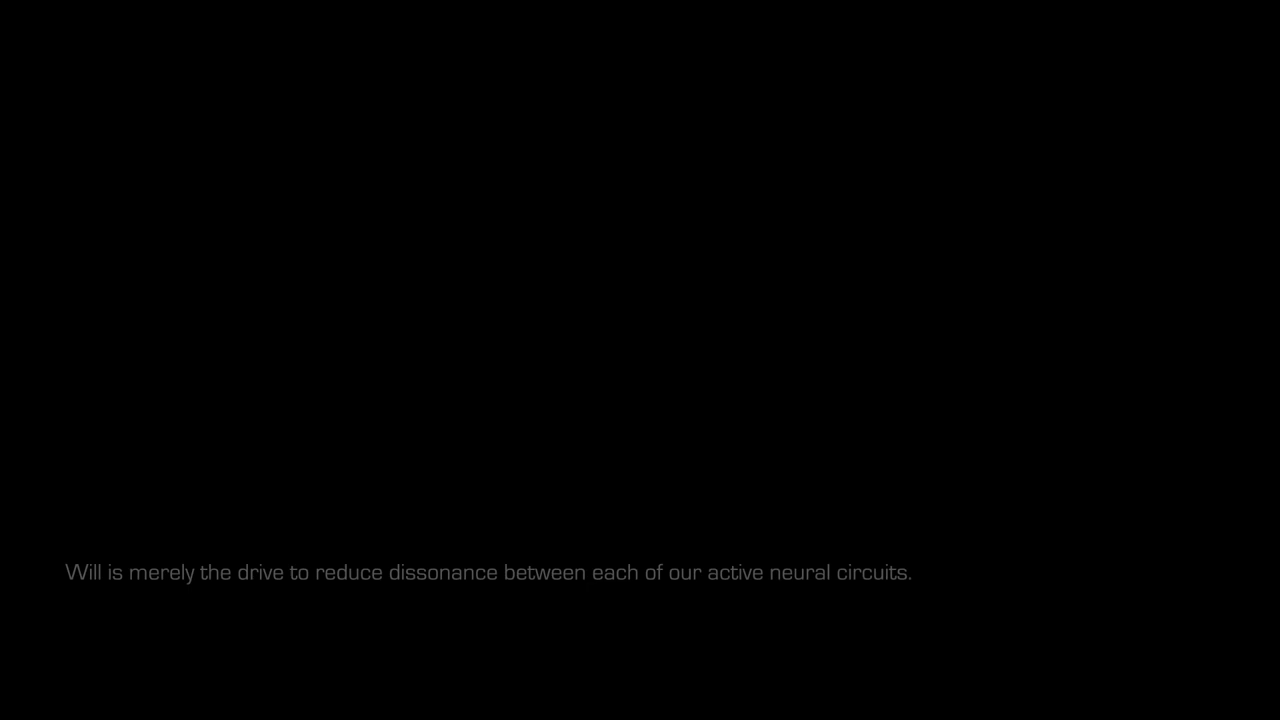 Will is merely the drive to reduce dissonance between each of our active neural circuits.